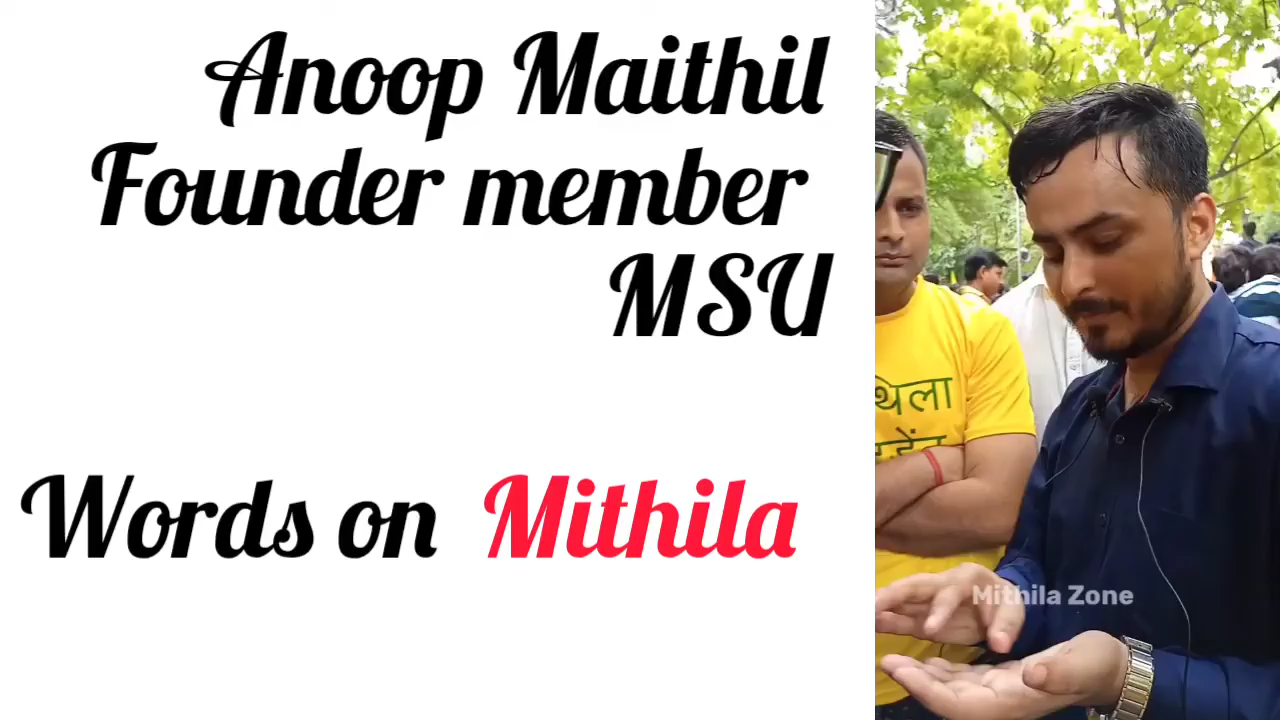 Anoop Maithil
Founder member
MSU
Words on Mithila
थिला
Mithila Zone